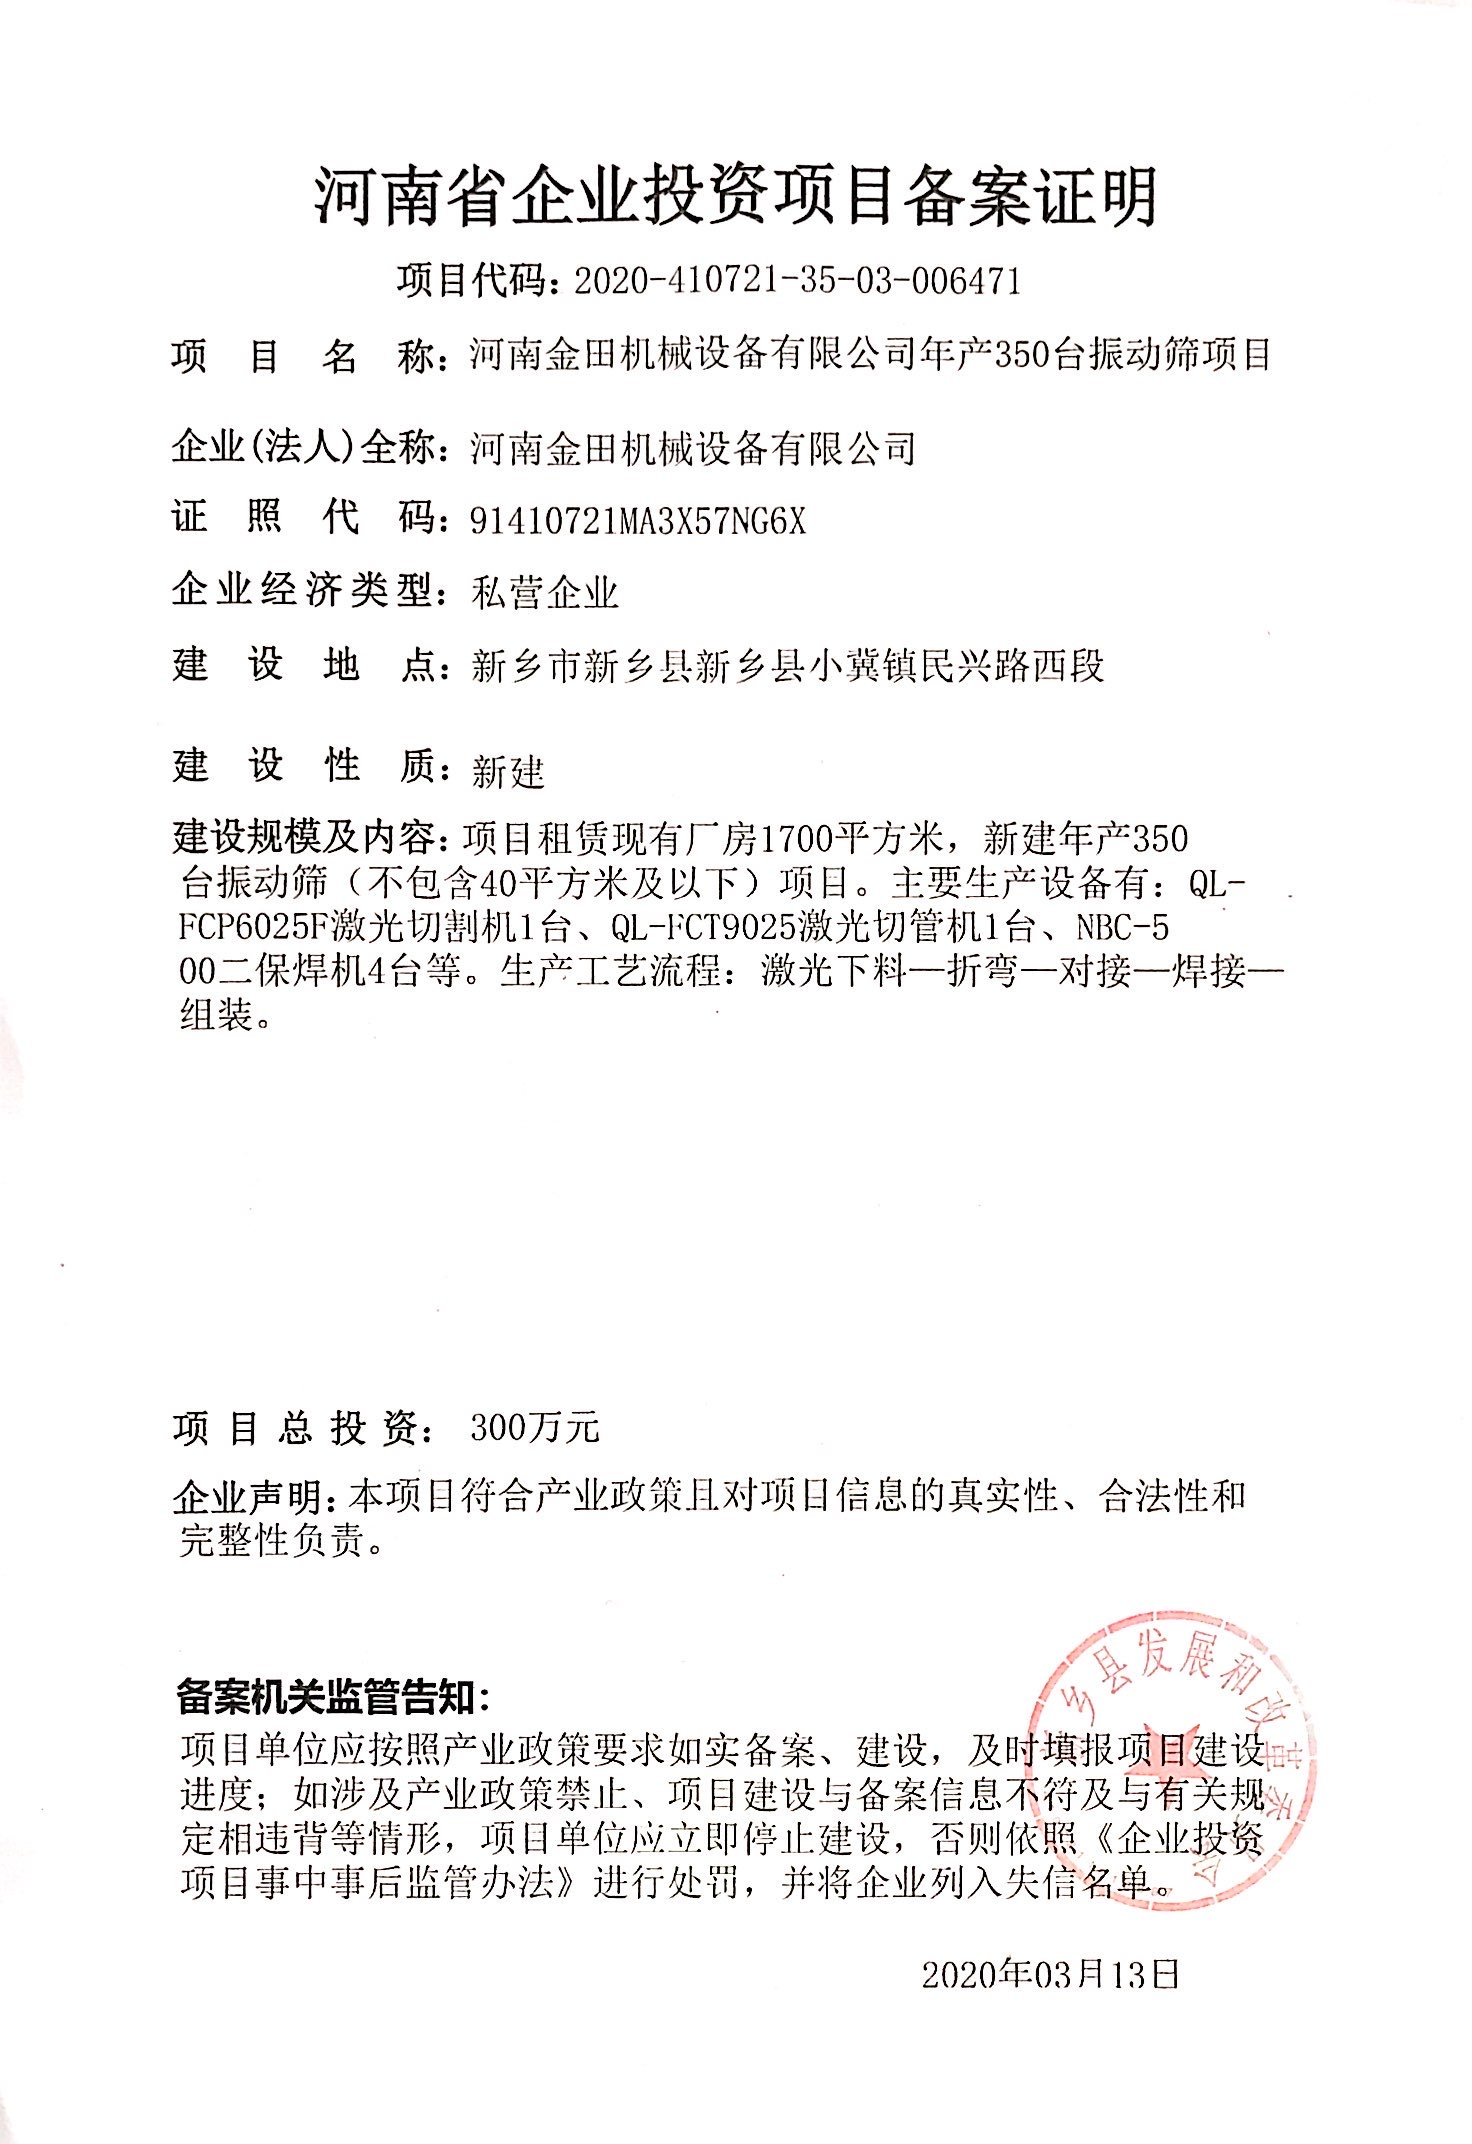 河南省企业投资项目备案证明
项目代码：2020-410721-35-03-006471
项目名称：河南金田机械设备有限公司年产350台振动筛项目
企业(法人)全称：河南金田机械设备有限公司
证照代码：91410721MA3X57NG6X
企业经济类型：私营企业
建设地点：新乡市新乡县新乡县小冀镇民兴路西段
建设性质：新建
建设规模及内容：项目租赁现有厂房1700平方米，新建年产350
台振动筛（不包含40平方米及以下）项目。主要生产设备有：QL-
FCP6025F激光切割机1台、QL-FCT9025激光切管机1台、NBC-5
00二保焊机4台等。生产工艺流程：激光下料—折弯—对接—焊接—
组装。
项目总投资：300万元
企业声明：本项目符合产业政策且对项目信息的真实性、合法性和
完整性负责。
备案机关监管告知：
项目单位应按照产业政策要求如实备案、建设，及时填报项目建设
进度；如涉及产业政策禁止、项目建设与备案信息不符及与有关规
定相违背等情形，项目单位应立即停止建设，否则依照《企业投资
项目事中事后监管办法》进行处罚，并将企业列入失信名单。
乡县发展和改革委
会
2020年03月13日